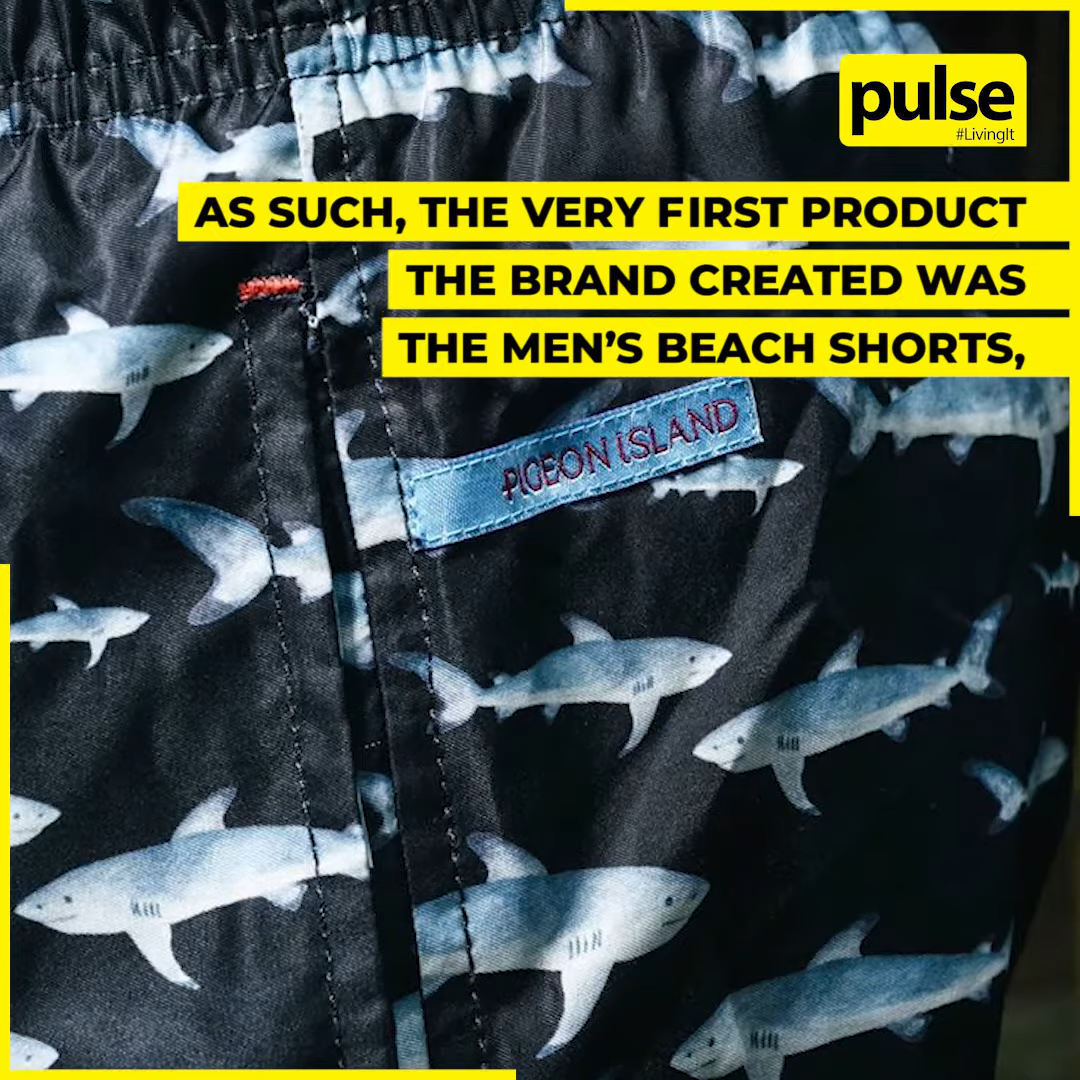 pulse
#LivingIt
AS SUCH, THE VERY FIRST PRODUCT
THE BRAND CREATED WAS
THE MEN’S BEACH SHORTS,
PIGEON iSLAND